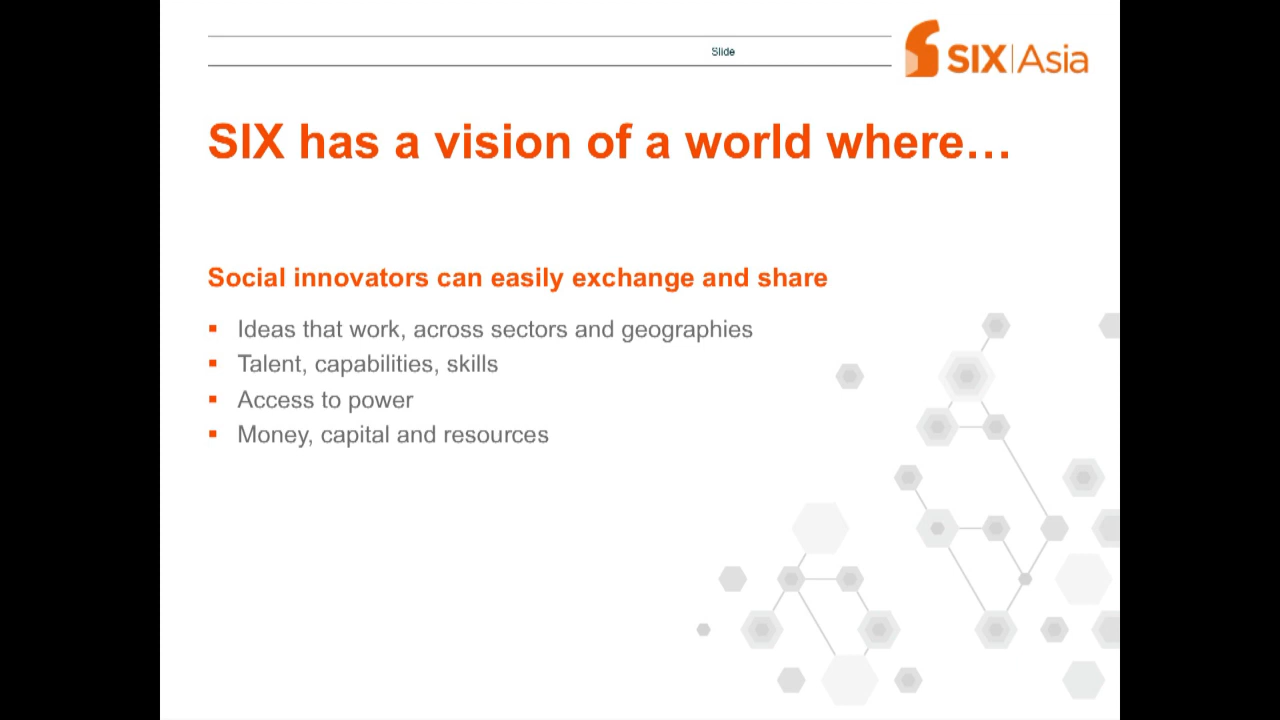 Slide
SIX|Asia
SIX has a vision of a world where...
Social innovators can easily exchange and share
▪ Ideas that work, across sectors and geographies
▪ Talent, capabilities, skills
▪ Access to power
▪ Money, capital and resources